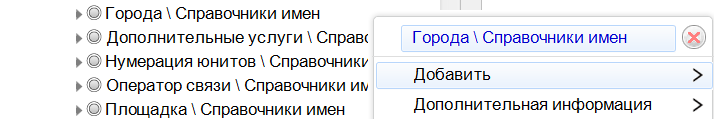 Города \ Справочники имен
Дополнительные услуги \ Справо
Нумерация юнитов \ Справочники
Оператор связи \ Справочники им
Площадка \ Справочники имен
Города \ Справочники имен
Добавить
Дополнительная информация